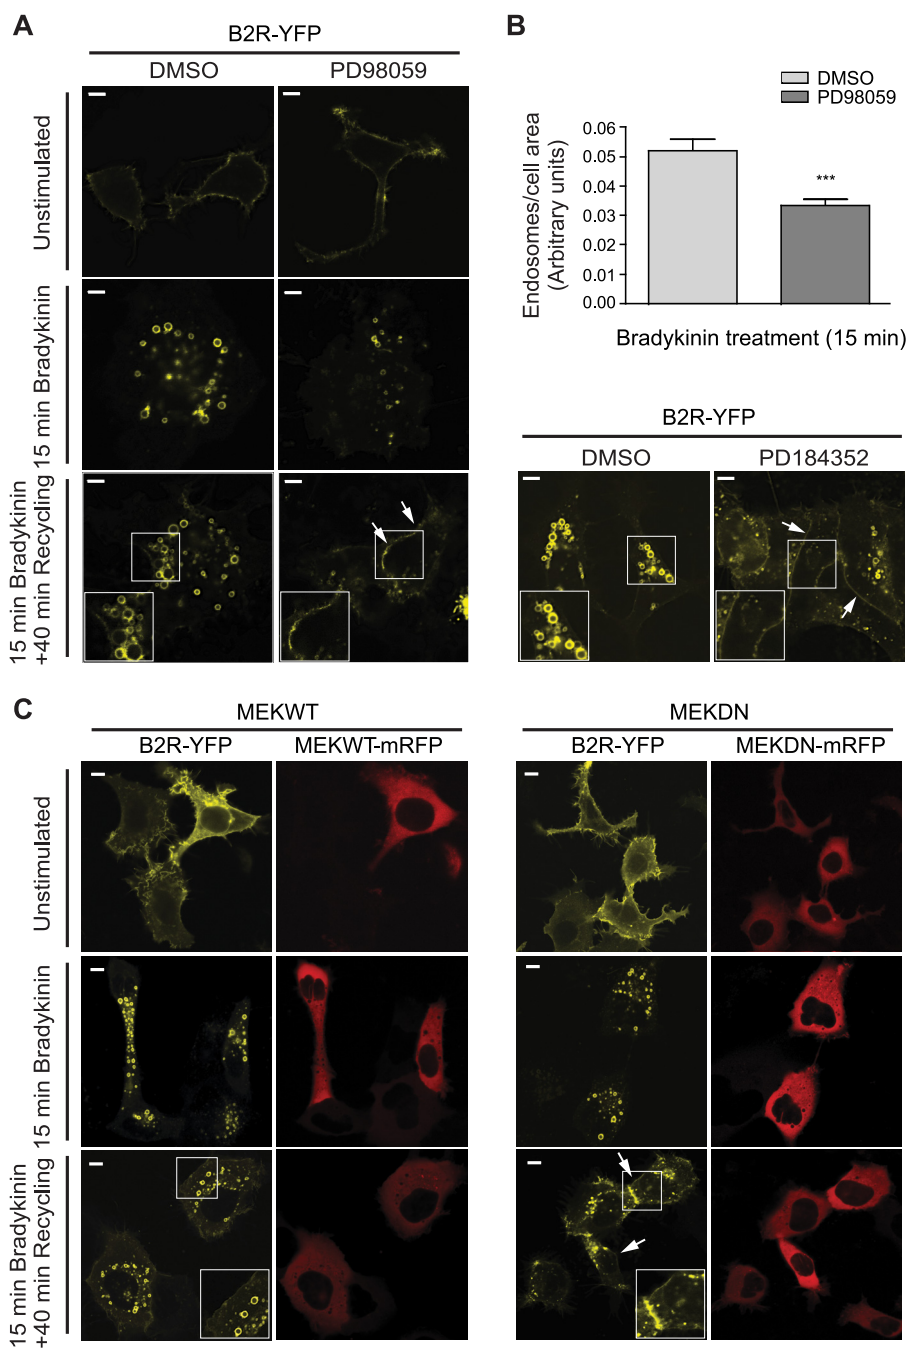 A
B2R-YFP
DMSO
PD98059
Unstimulated
15 min Bradykinin
15 min Bradykinin
+40 min Recycling
B
DMSO
PD98059
Endosomes/cell area
(Arbitrary units)
0.06
0.05
0.04
0.03
0.02
0.01
0.00
***
Bradykinin treatment (15 min)
B2R-YFP
DMSO
PD184352
C
MEKWT
B2R-YFP
MEKWT-mRFP
MEKDN
B2R-YFP
MEKDN-mRFP
Unstimulated
15 min Bradykinin
15 min Bradykinin
+40 min Recycling